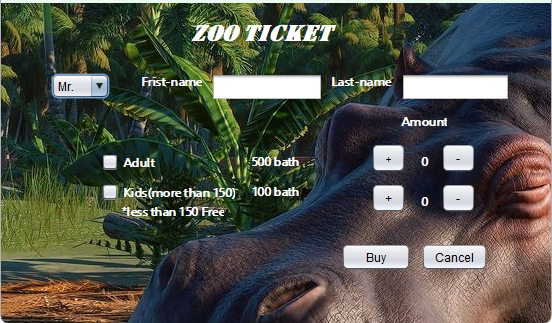 ZOO TICKET
Mr. Frist-name Last-name
Amount
Adult 500 bath + 0 -
Kids(more than 150) 100 bath + 0 -
*less than 150 Free
Buy Cancel